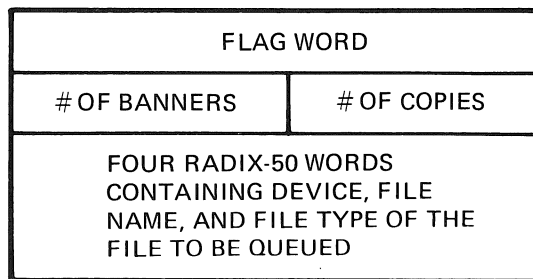 FLAG WORD
# OF BANNERS
# OF COPIES
FOUR RADIX-50 WORDS
CONTAINING DEVICE, FILE
NAME, AND FILE TYPE OF THE
FILE TO BE QUEUED